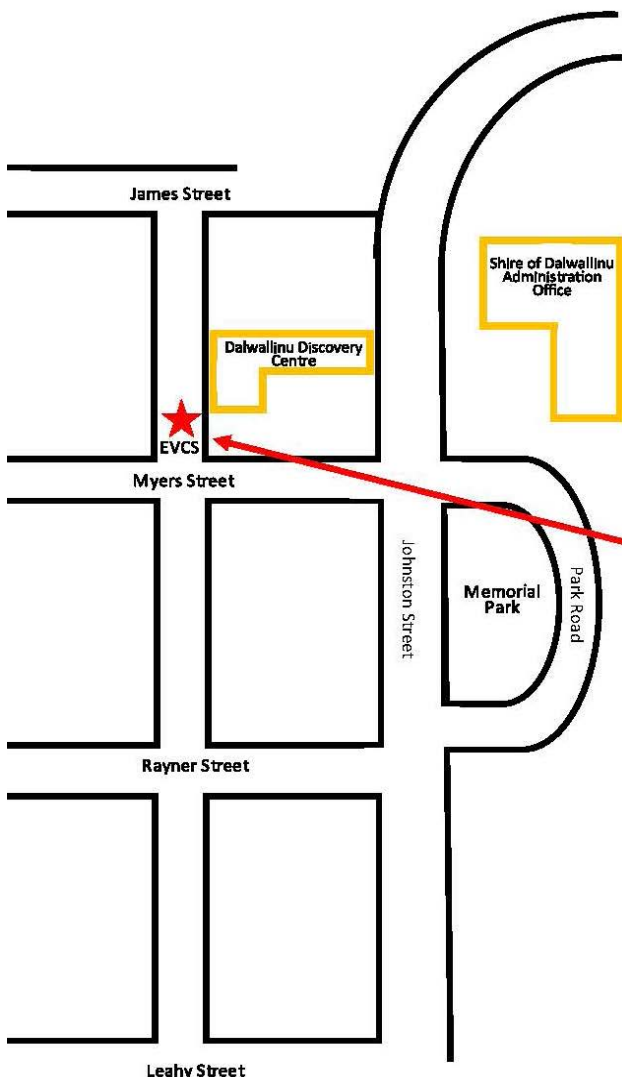 James Street
Shire of Dalwallinu
Administration
Office
Dalwallinu Discovery
Centre
EVCS
Myers Street
Johnston Street
Memorial
Park
Park Road
Rayner Street
Leahy Street